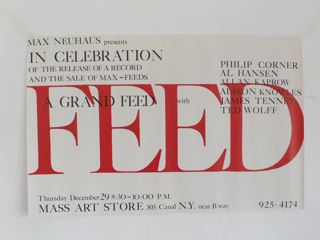 MAX NEUHAUS presents
IN CELEBRATION
OF THE RELEASE OF A RECORD
AND THE SALE OF MAX-FEEDS
A GRAND FEED with
PHILIP CORNER
AL HANSEN
ALLAN KAPROW
ALISON KNOWLES
JAMES TENNEY
TED WOLFF
FEED
Thursday December 29 8:30-10:00 P.M.
MASS ART STORE 305 Canal N.Y. near B'way
925-4174